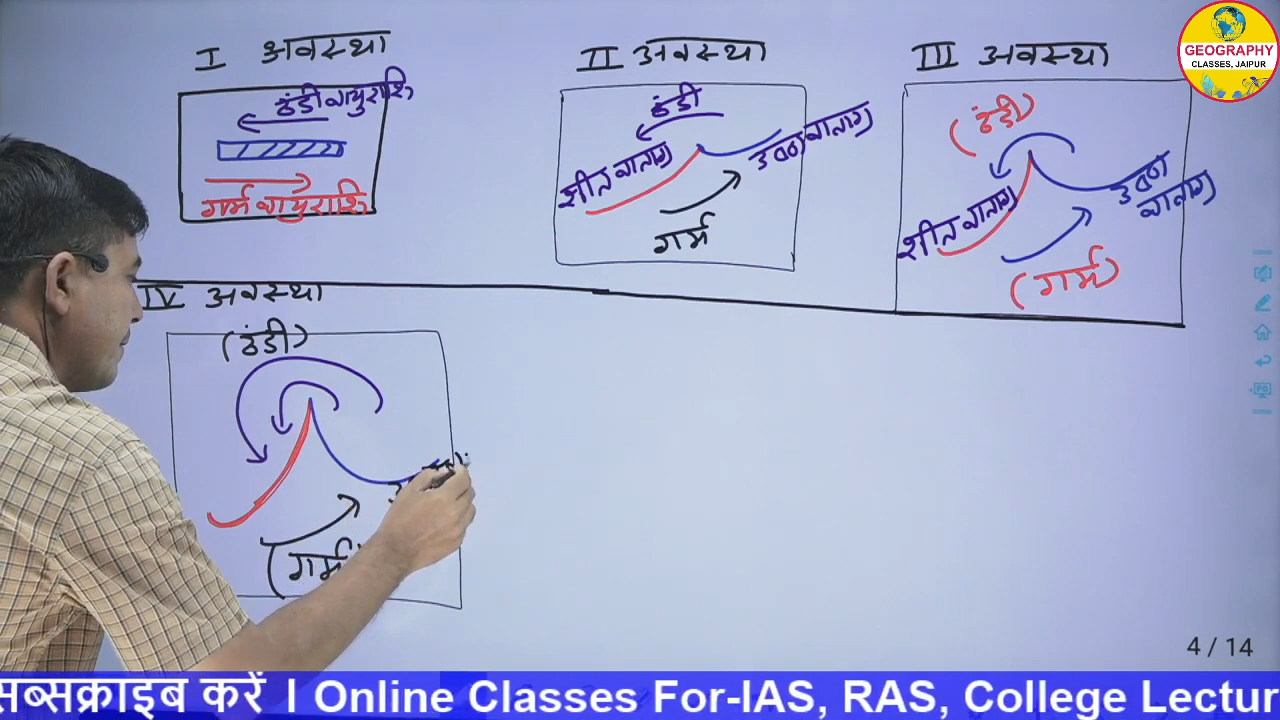 I अवस्था
ठंडी वायुराशि
गर्म वायुराशि
II अवस्था
ठंडी
शीत वाताग्र
उष्ण वाताग्र
गर्म
III अवस्था
(ठंडी)
शीत वाताग्र
उष्ण
वाताग्र
(गर्म)
IV अवस्था
(ठंडी)
(गर्म
GEOGRAPHY
CLASSES, JAIPUR
4 / 14
सब्सक्राइब करें । Online Classes For-IAS, RAS, College Lectur